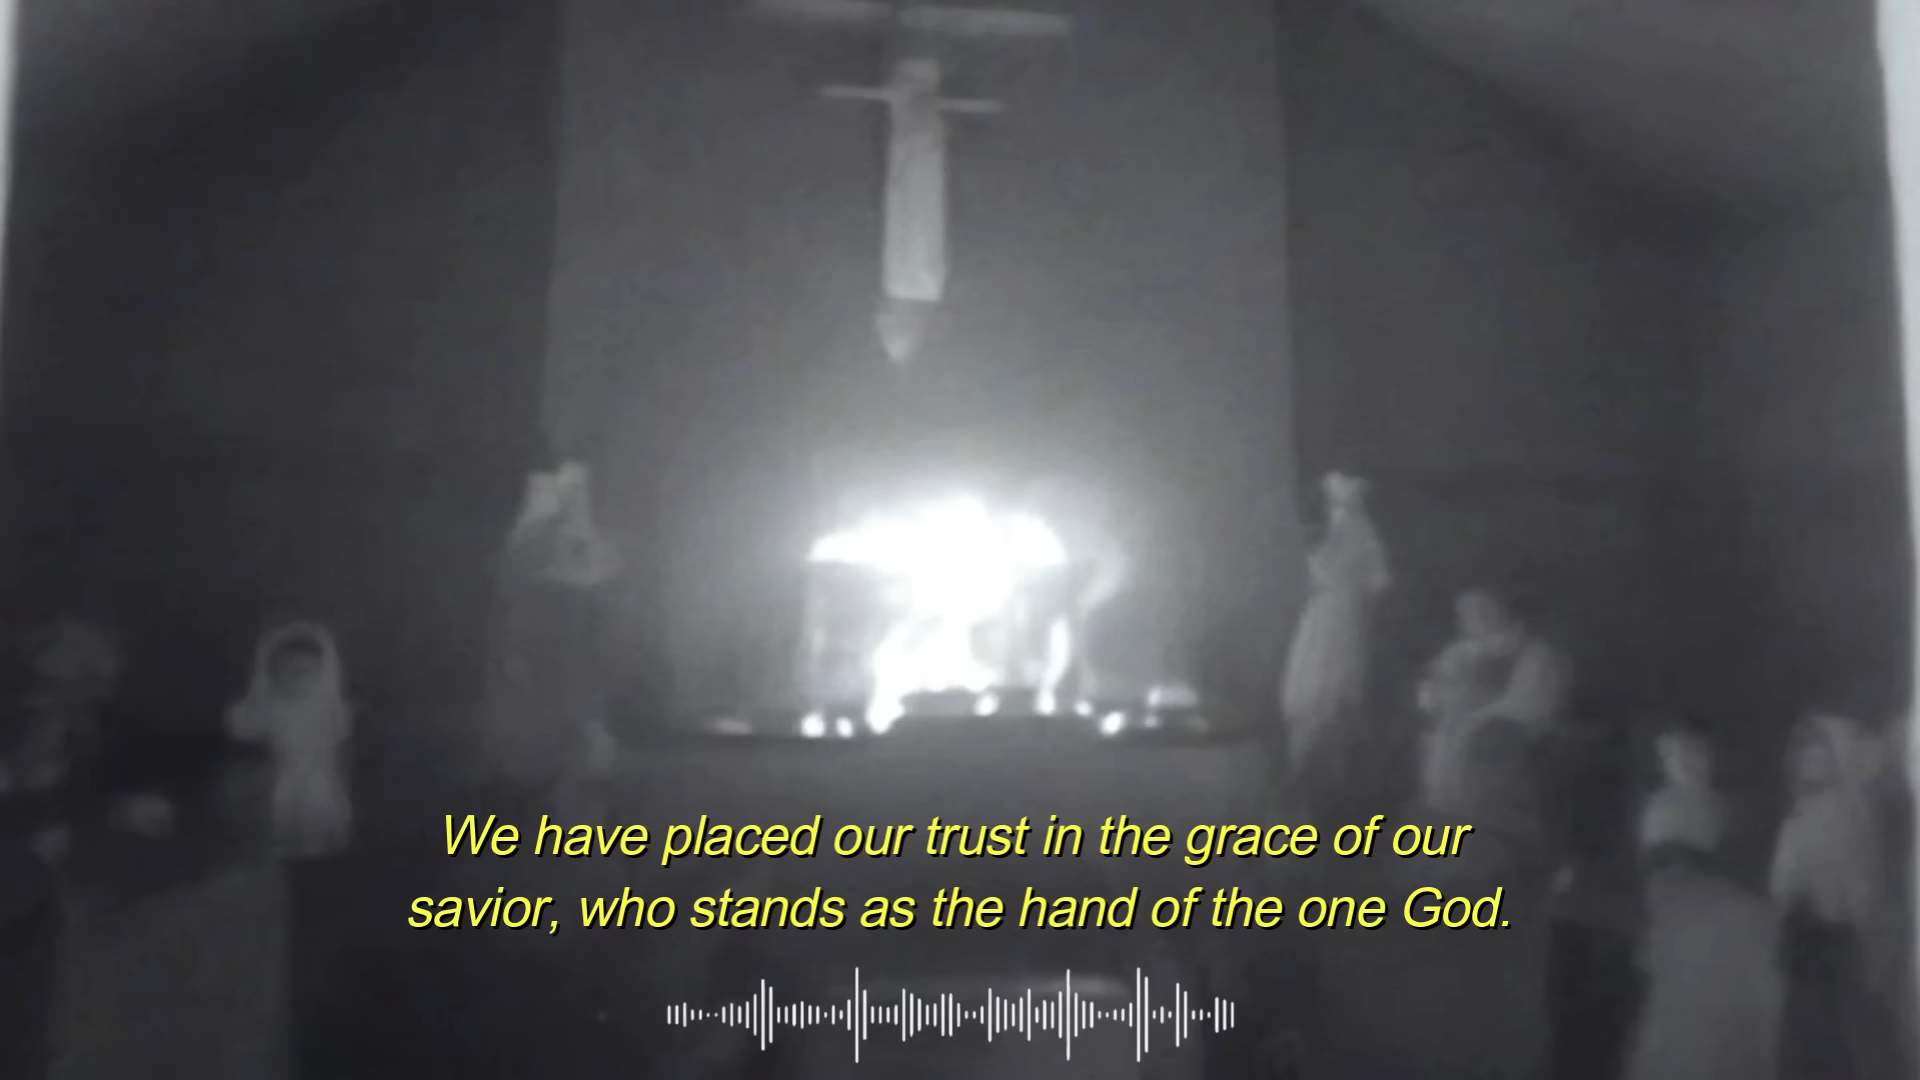 We have placed our trust in the grace of our
savior, who stands as the hand of the one God.